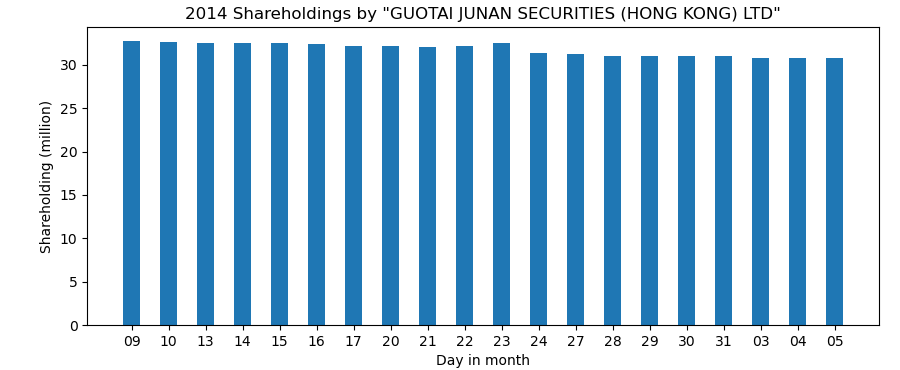 2014 Shareholdings by "GUOTAI JUNAN SECURITIES (HONG KONG) LTD"
Shareholding (million)
30
25
20
15
10
5
0
09 10 13 14 15 16 17 20 21 22 23 24 27 28 29 30 31 03 04 05
Day in month